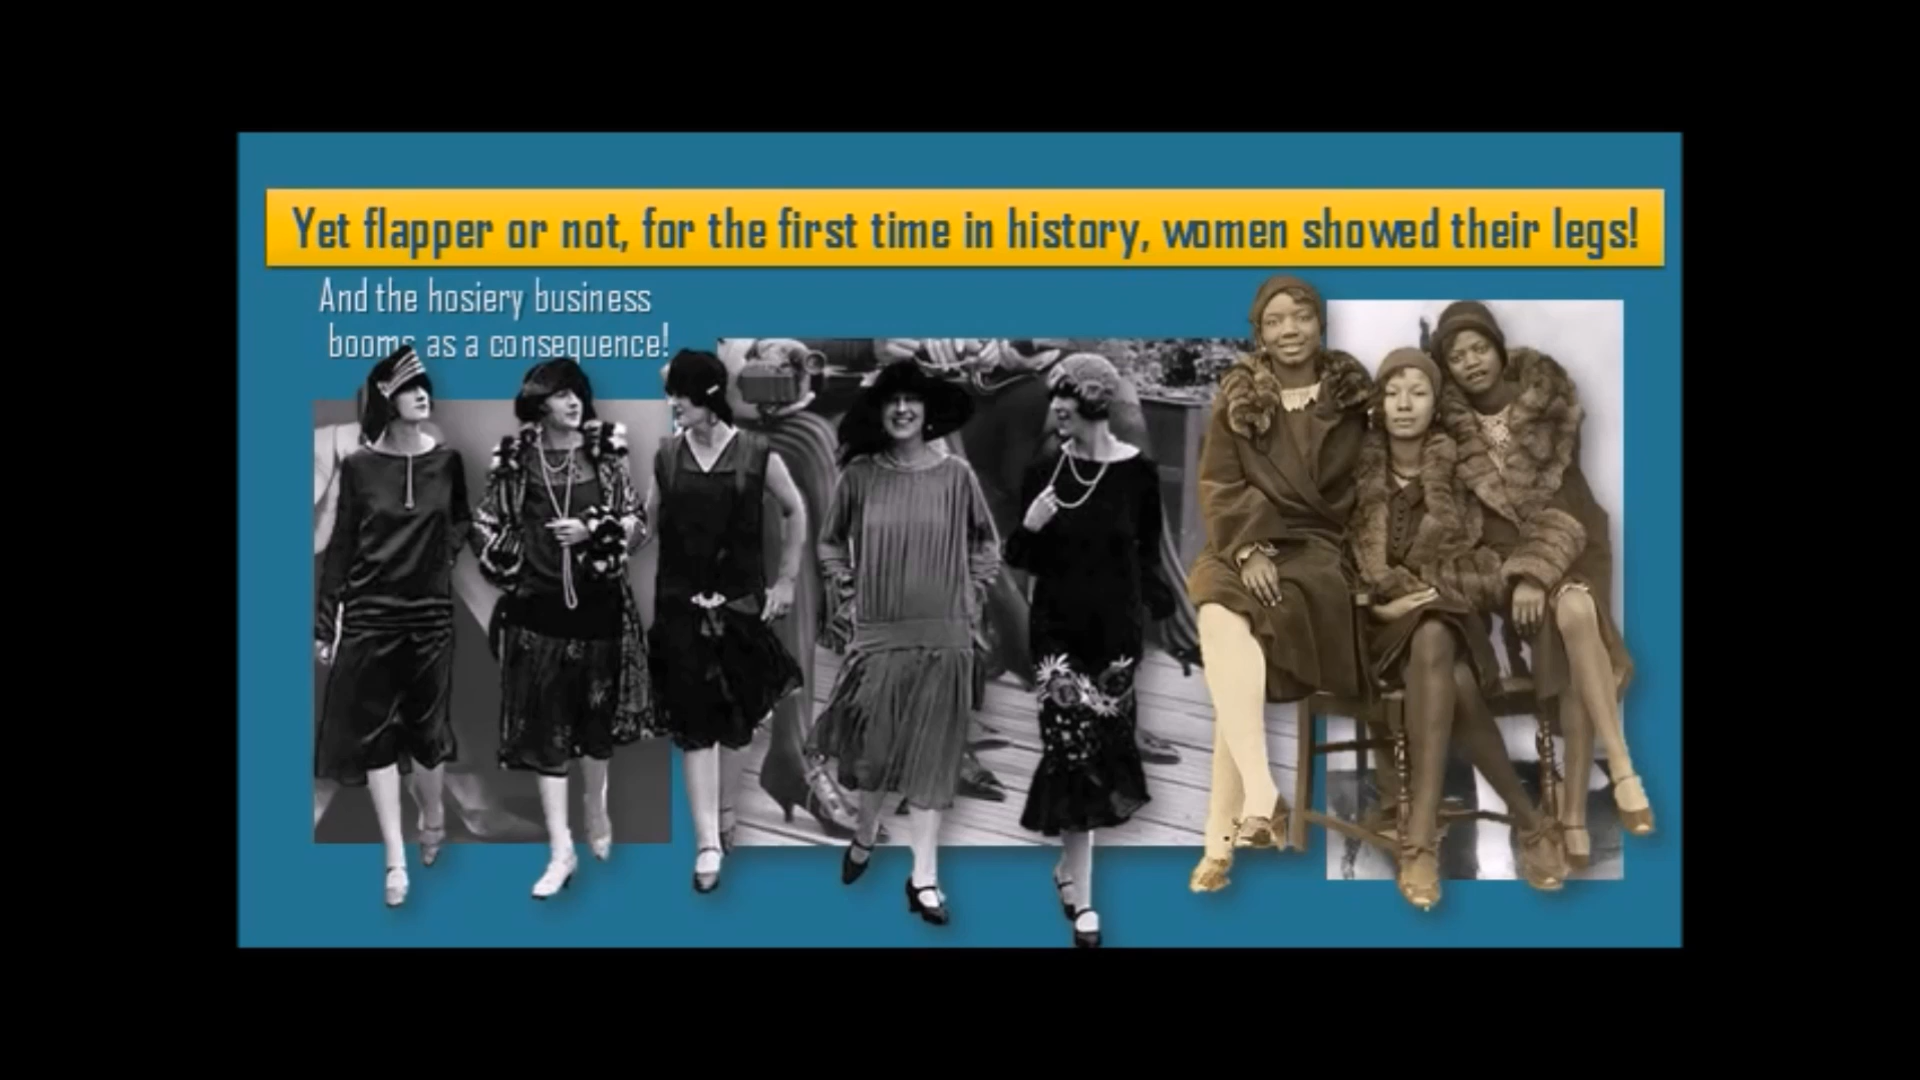 Yet flapper or not, for the first time in history, women showed their legs!
And the hosiery business
booms as a consequence!